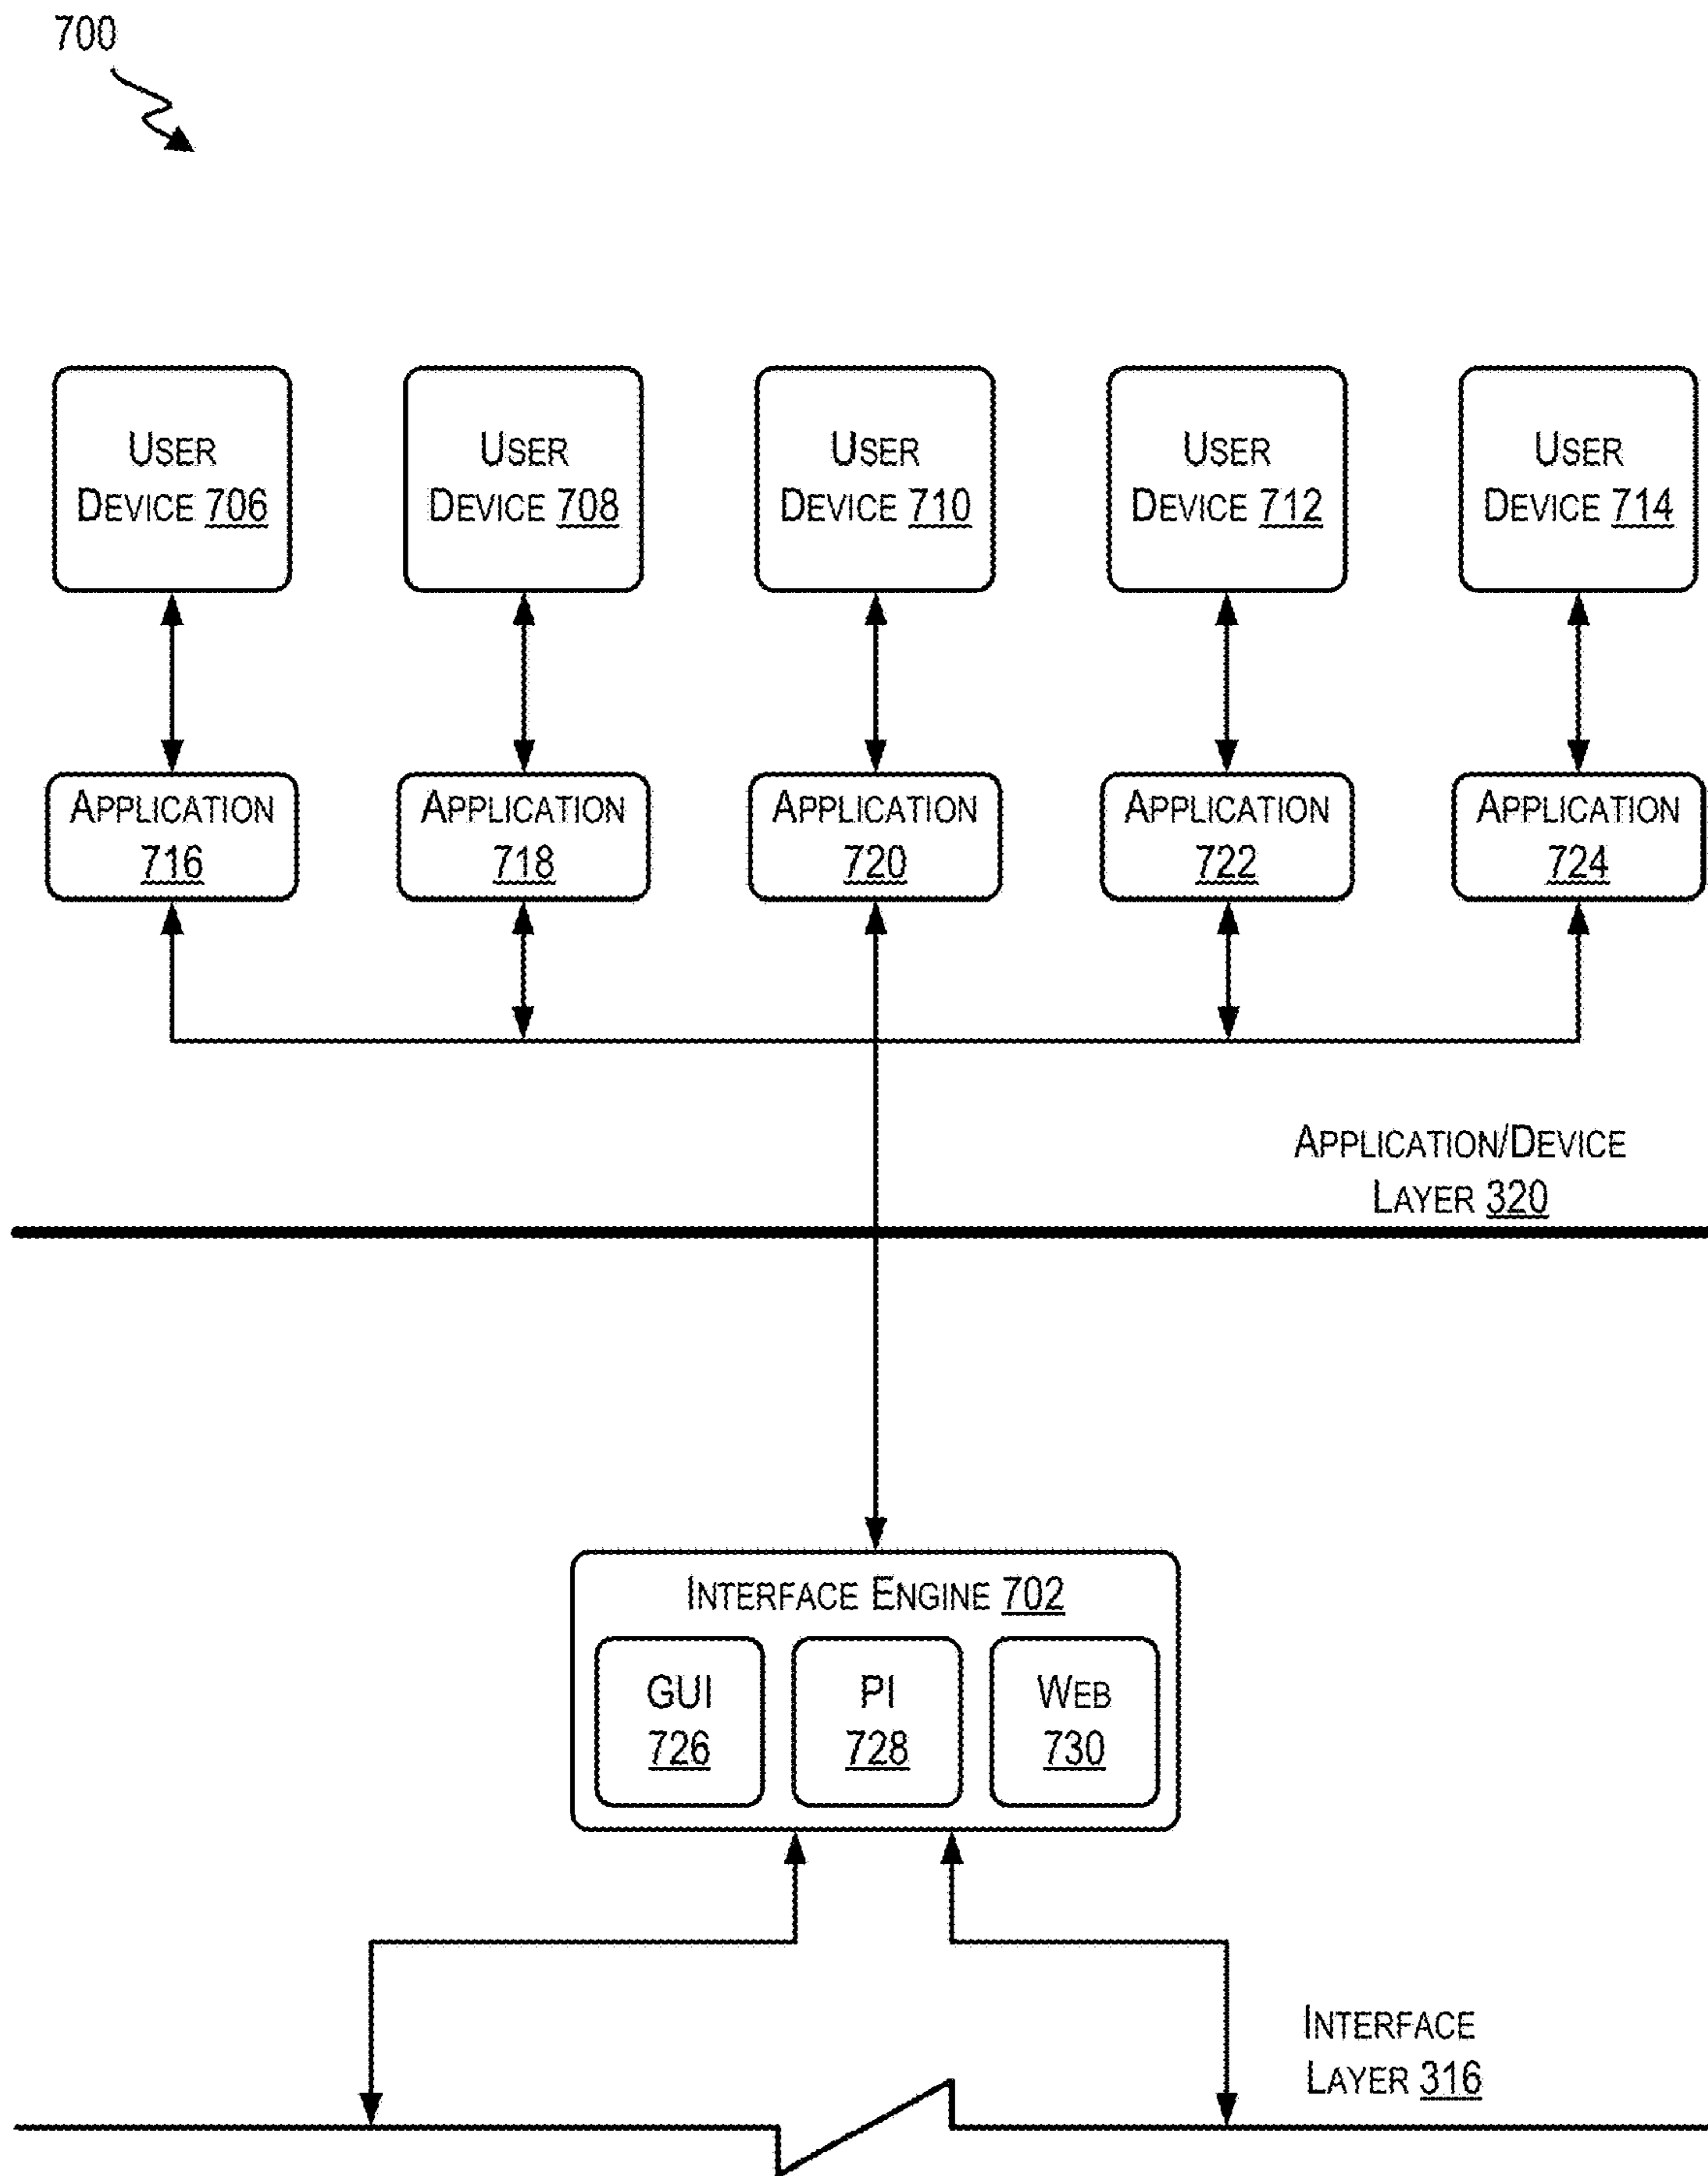 700
USER USER USER USER USER
DEVICE 706 DEVICE 708 DEVICE 710 DEVICE 712 DEVICE 714
APPLICATION APPLICATION APPLICATION APPLICATION APPLICATION
716 718 720 722 724
APPLICATION/DEVICE
LAYER 320
INTERFACE ENGINE 702
GUI PI WEB
726 728 730
INTERFACE
LAYER 316